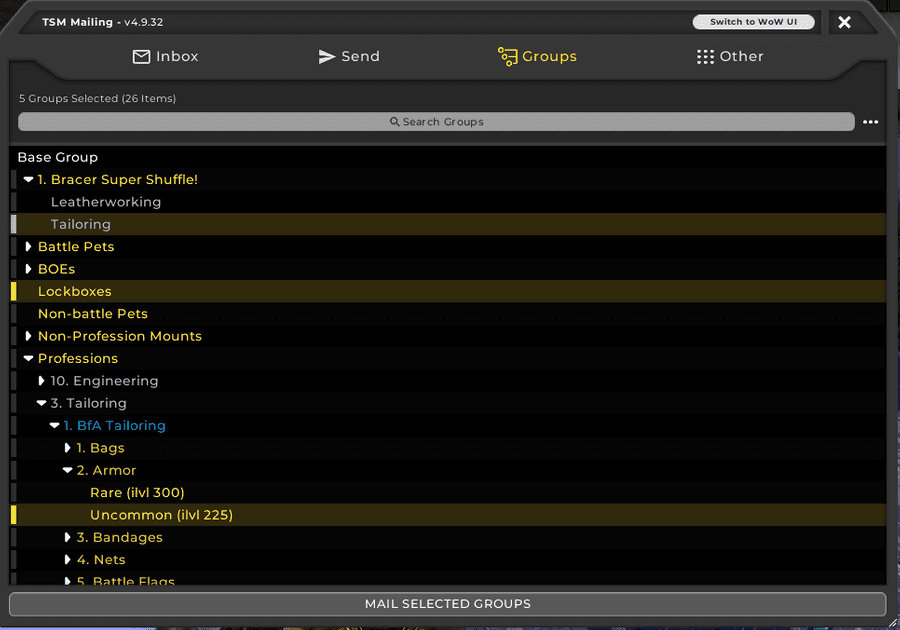 TSM Mailing - v4.9.32
Switch to WoW UI
Inbox
Send
Groups
Other
5 Groups Selected (26 Items)
Search Groups
Base Group
1. Bracer Super Shuffle!
Leatherworking
Tailoring
Battle Pets
BOEs
Lockboxes
Non-battle Pets
Non-Profession Mounts
Professions
10. Engineering
3. Tailoring
1. BfA Tailoring
1. Bags
2. Armor
Rare (ilvl 300)
Uncommon (ilvl 225)
3. Bandages
4. Nets
5. Battle Flags
MAIL SELECTED GROUPS